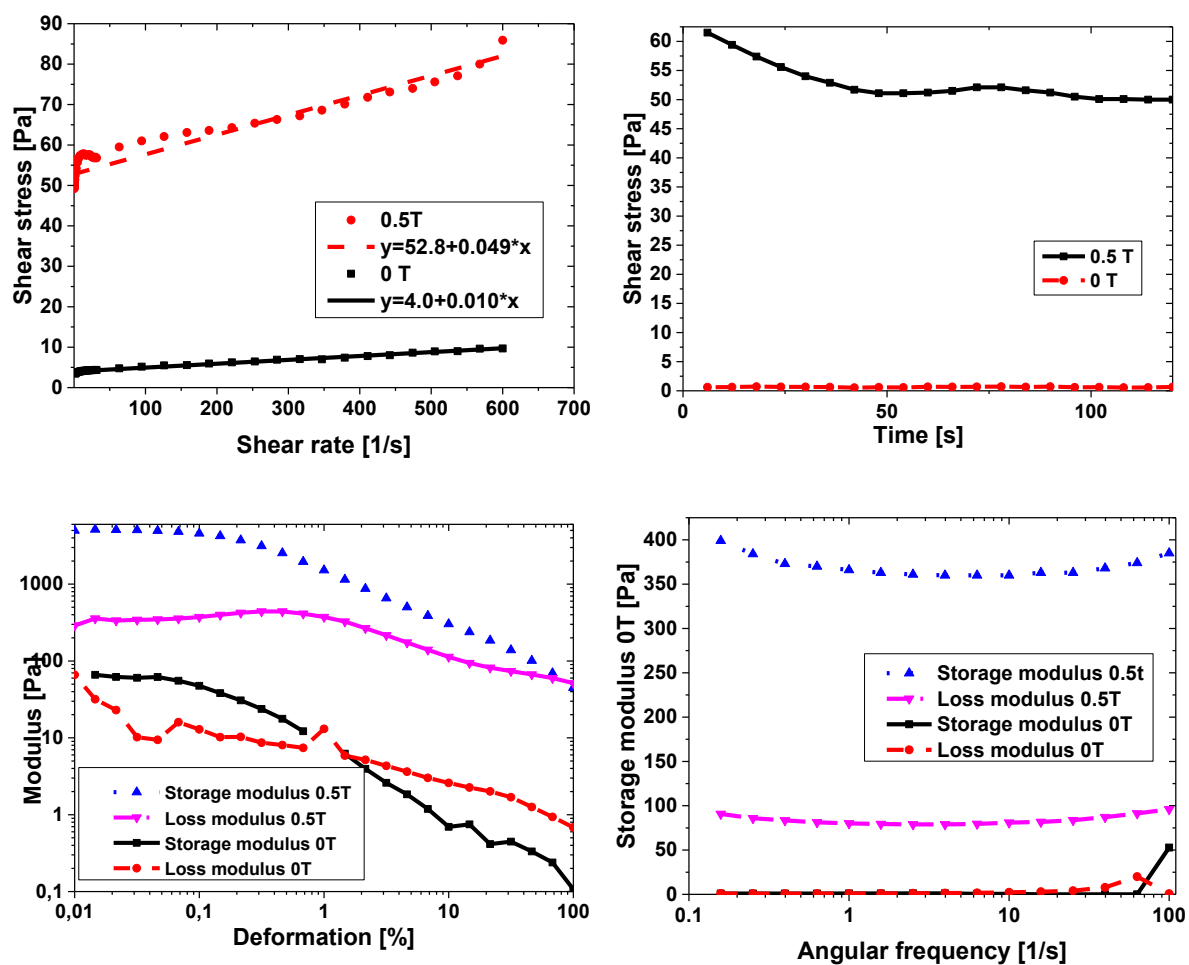 90
80
70
60
50
40
30
20
10
0
Shear stress [Pa]
0.5T
y=52.8+0.049*x
0 T
y=4.0+0.010*x
100 200 300 400 500 600 700
Shear rate [1/s]
60
55
50
45
40
35
30
25
20
15
10
5
0
Shear stress [Pa]
0.5 T
0 T
0 50 100
Time [s]
1000
100
10
1
0.1
Modulus [Pa]
Storage modulus 0.5T
Loss modulus 0.5T
Storage modulus 0T
Loss modulus 0T
0,01 0,1 1 10 100
Deformation [%]
400
350
300
250
200
150
100
50
0
Storage modulus 0T [Pa]
Storage modulus 0.5t
Loss modulus 0.5T
Storage modulus 0T
Loss modulus 0T
0.1 1 10 100
Angular frequency [1/s]